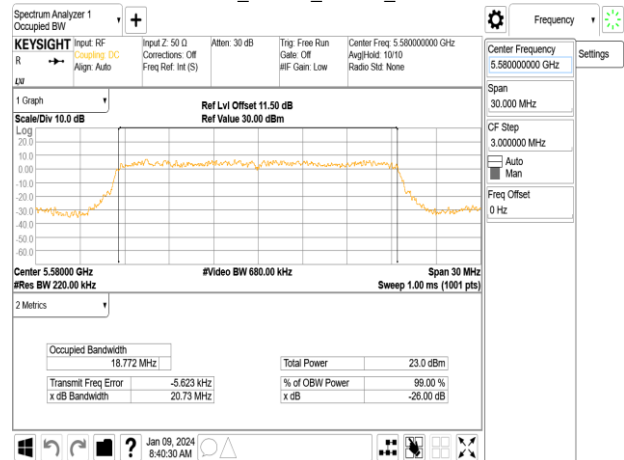 Spectrum Analyzer 1
Occupied BW
Frequency
KEYSIGHT
R
LXI
Input: RF
Coupling: DC
Align: Auto
Input Z: 50 Ω
Corrections: Off
Freq Ref: Int (S)
Atten: 30 dB
Trig: Free Run
Gate: Off
#IF Gain: Low
Center Freq: 5.580000000 GHz
Avg|Hold: 10/10
Radio Std: None
Center Frequency
5.580000000 GHz
Settings
Span
30.000 MHz
CF Step
3.000000 MHz
Auto
Man
Freq Offset
0 Hz
1 Graph
Scale/Div 10.0 dB
Ref Lvl Offset 11.50 dB
Ref Value 30.00 dBm
Log
20.0
10.0
0.00
-10.0
-20.0
-30.0
-40.0
-50.0
-60.0
Center 5.58000 GHz
#Video BW 680.00 kHz
Span 30 MHz
#Res BW 220.00 kHz
Sweep 1.00 ms (1001 pts)
2 Metrics
Occupied Bandwidth
18.772 MHz
Total Power 23.0 dBm
Transmit Freq Error -5.623 kHz
% of OBW Power 99.00 %
x dB Bandwidth 20.73 MHz
x dB -26.00 dB
?
Jan 09, 2024
8:40:30 AM